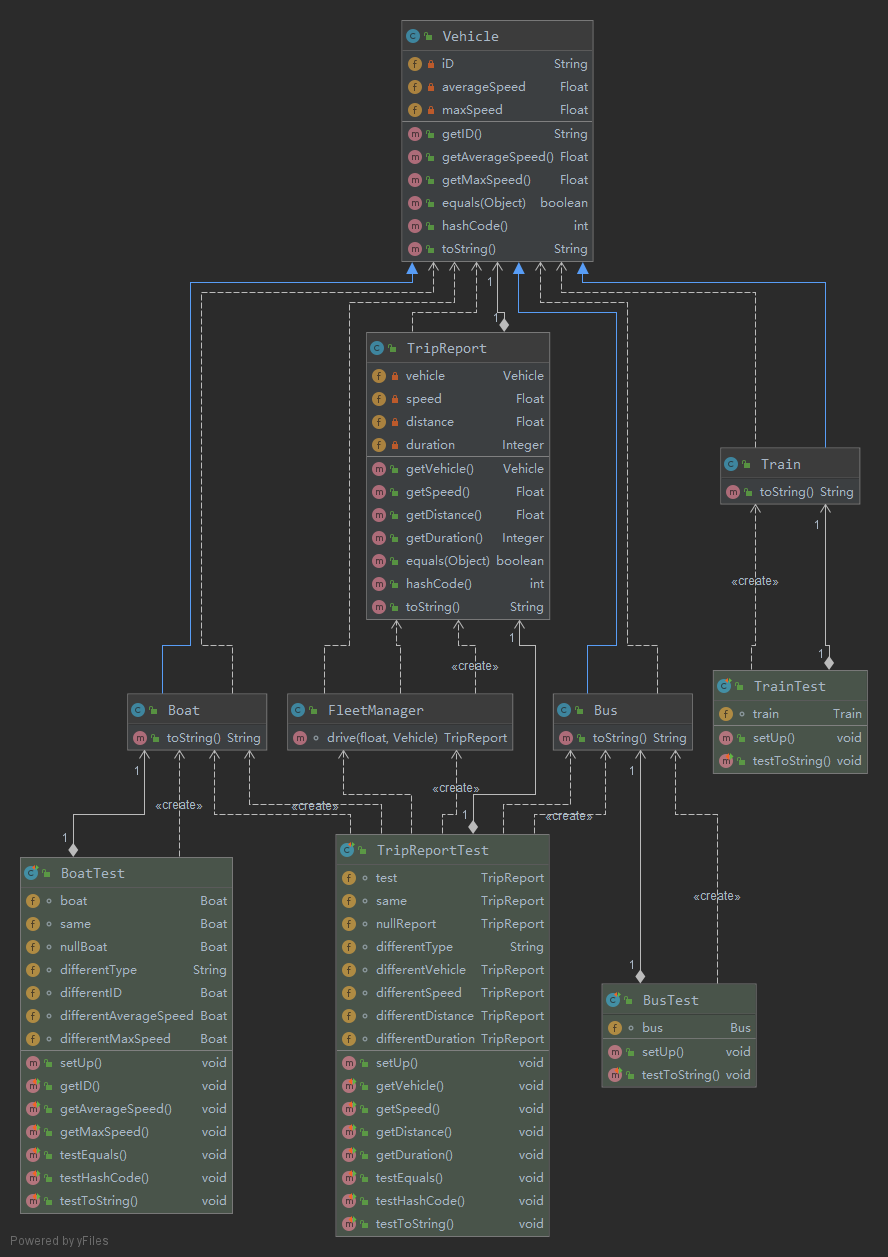 Vehicle
iD String
averageSpeed Float
maxSpeed Float
getID() String
getAverageSpeed() Float
getMaxSpeed() Float
equals(Object) boolean
hashCode() int
toString() String
1
1
TripReport
vehicle Vehicle
speed Float
distance Float
duration Integer
getVehicle() Vehicle
getSpeed() Float
getDistance() Float
getDuration() Integer
equals(Object) boolean
hashCode() int
toString() String
Train
toString() String
1
«create»
1
«create»
1
TrainTest
train Train
setUp() void
testToString() void
Boat
toString() String
FleetManager
drive(float, Vehicle) TripReport
Bus
toString() String
1
1
«create»
«create»
«create»
«create»
1
1
BoatTest
boat Boat
same Boat
nullBoat Boat
differentType String
differentID Boat
differentAverageSpeed Boat
differentMaxSpeed Boat
setUp() void
getID() void
getAverageSpeed() void
getMaxSpeed() void
testEquals() void
testHashCode() void
testToString() void
TripReportTest
test TripReport
same TripReport
nullReport TripReport
differentType String
differentVehicle TripReport
differentSpeed TripReport
differentDistance TripReport
differentDuration TripReport
setUp() void
getVehicle() void
getSpeed() void
getDistance() void
getDuration() void
testEquals() void
testHashCode() void
testToString() void
«create»
1
BusTest
bus Bus
setUp() void
testToString() void
Powered by yFiles